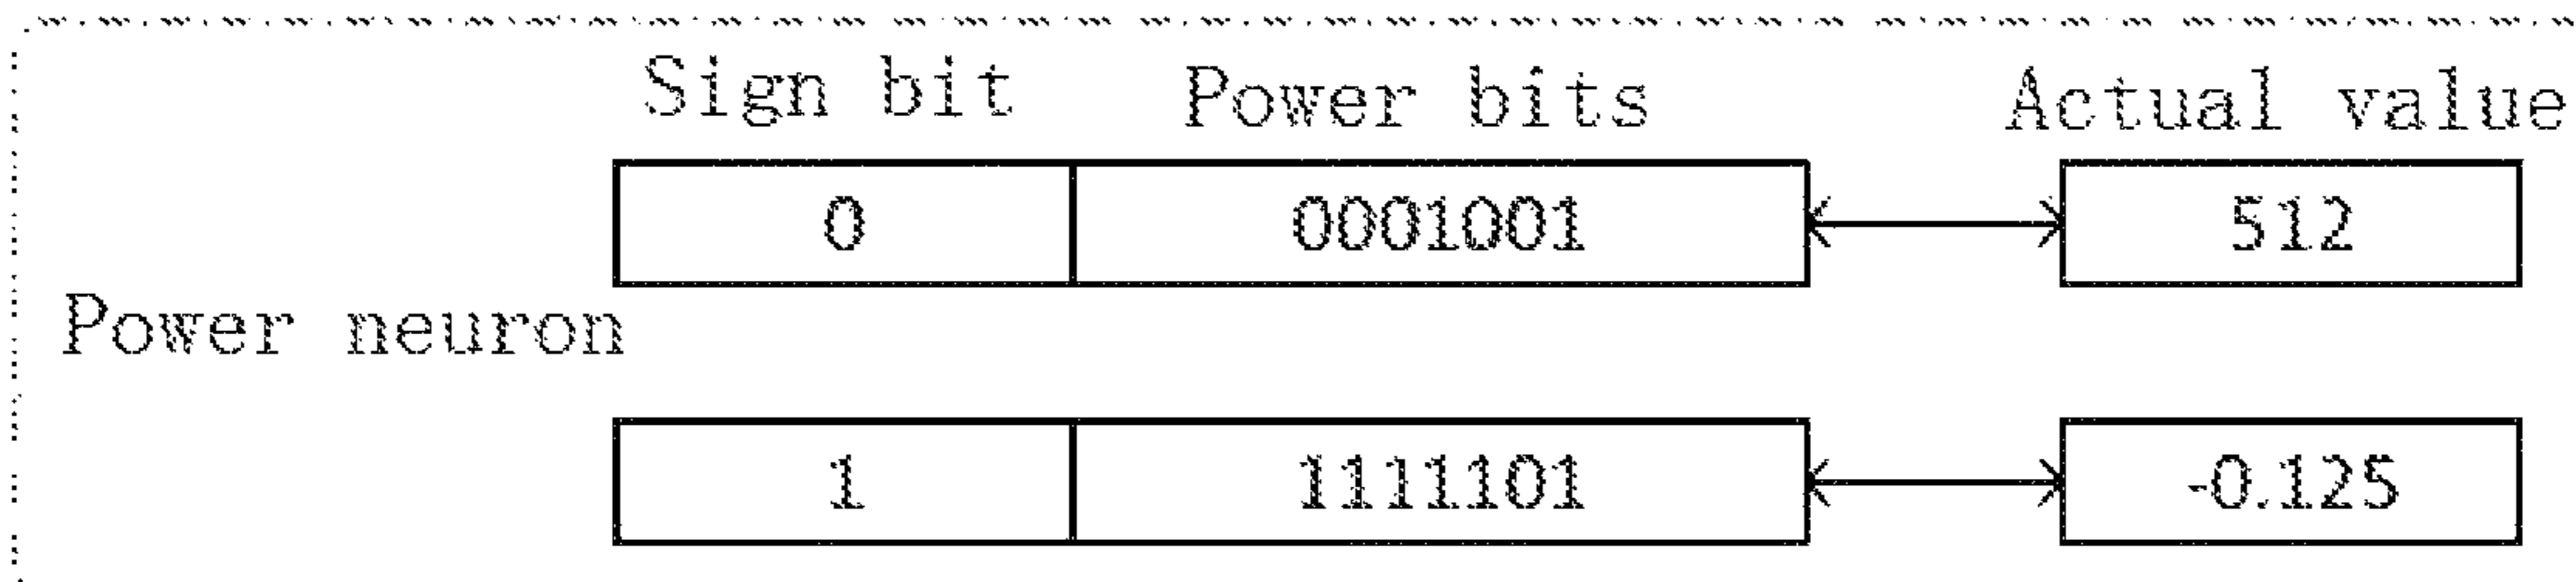 Sign bit Power bits Actual value
0 0001001 512
Power neuron
1 1111101 -0.125